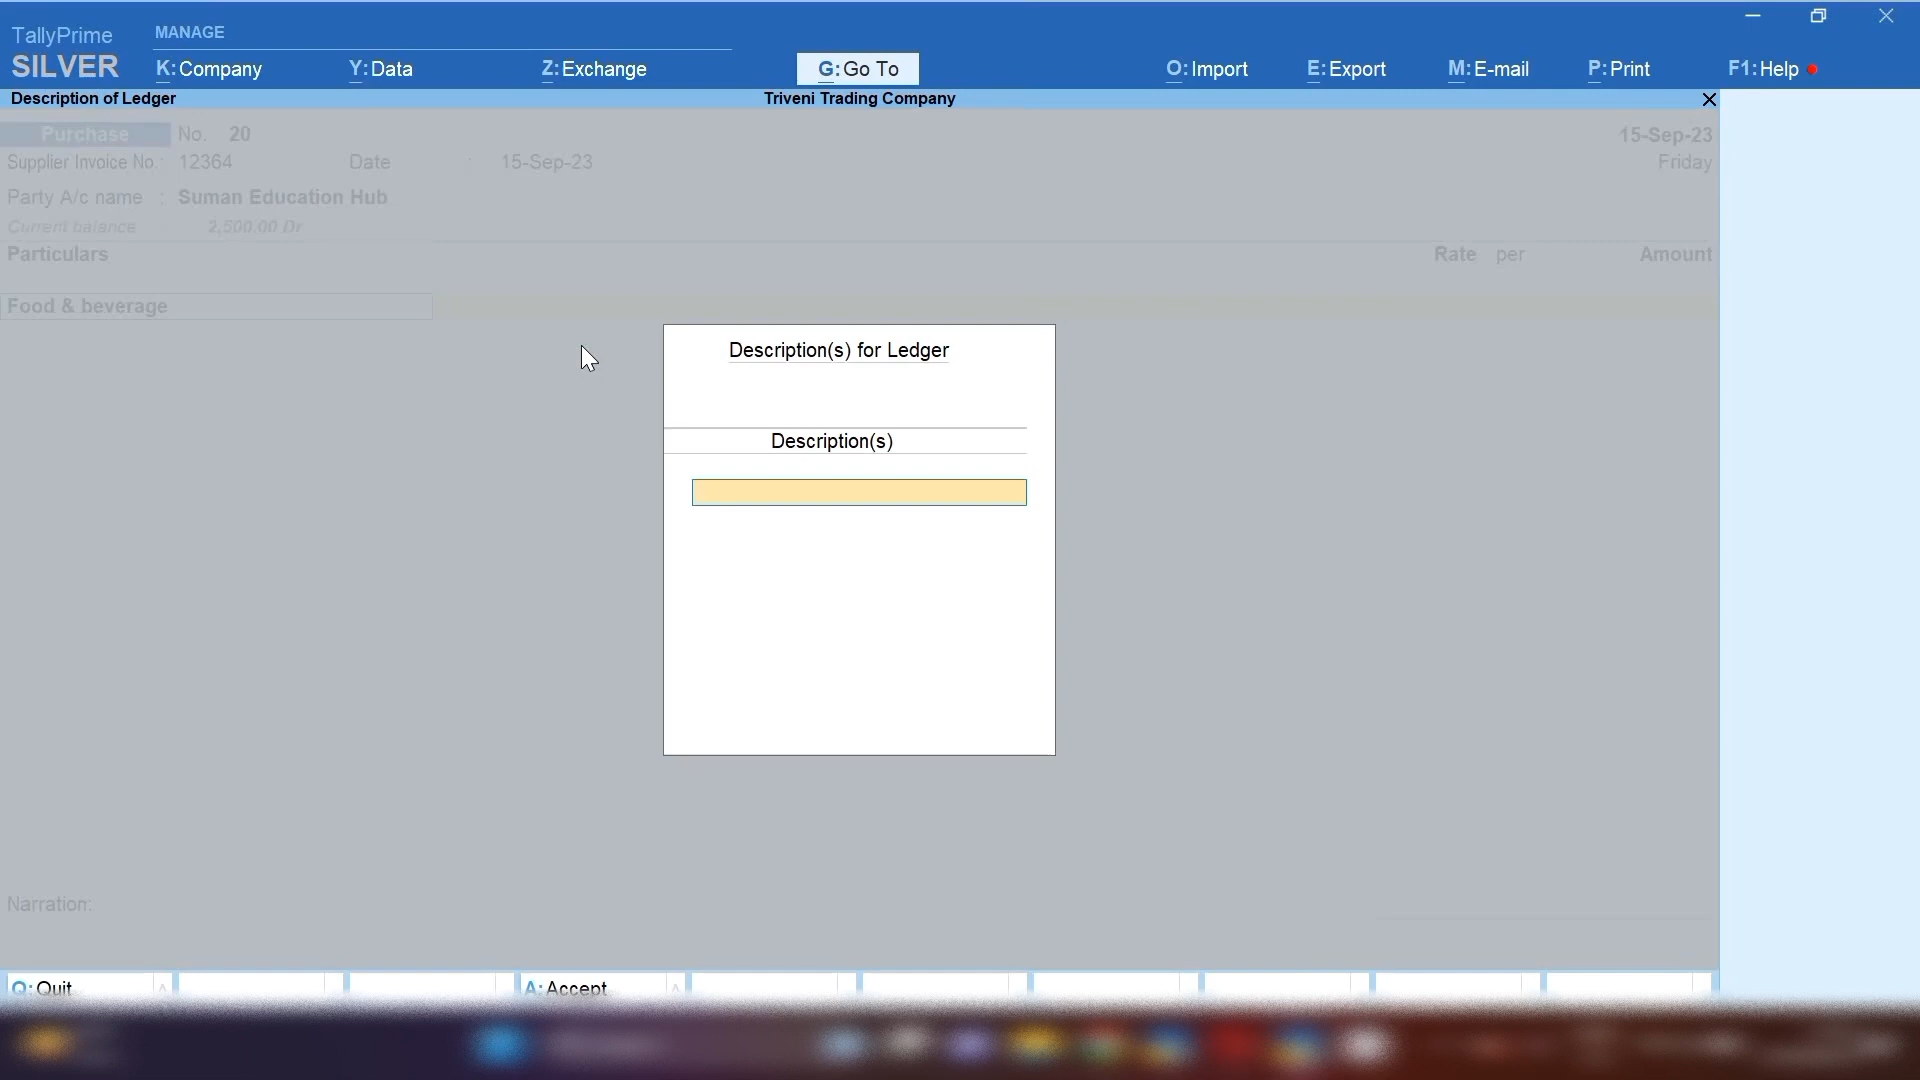 TallyPrime
SILVER
MANAGE
K: Company
Y: Data
Z: Exchange
G: Go To
O: Import
E: Export
M: E-mail
P: Print
F1: Help
Description of Ledger
Triveni Trading Company
Purchase No. 20
15-Sep-23
Supplier Invoice No.: 12364 Date : 15-Sep-23
Friday
Party A/c name : Suman Education Hub
Current balance 2,500.00 Dr
Particulars
Rate per Amount
Food & beverage
Description(s) for Ledger
Description(s)
Narration:
Q: Quit
A: Accept